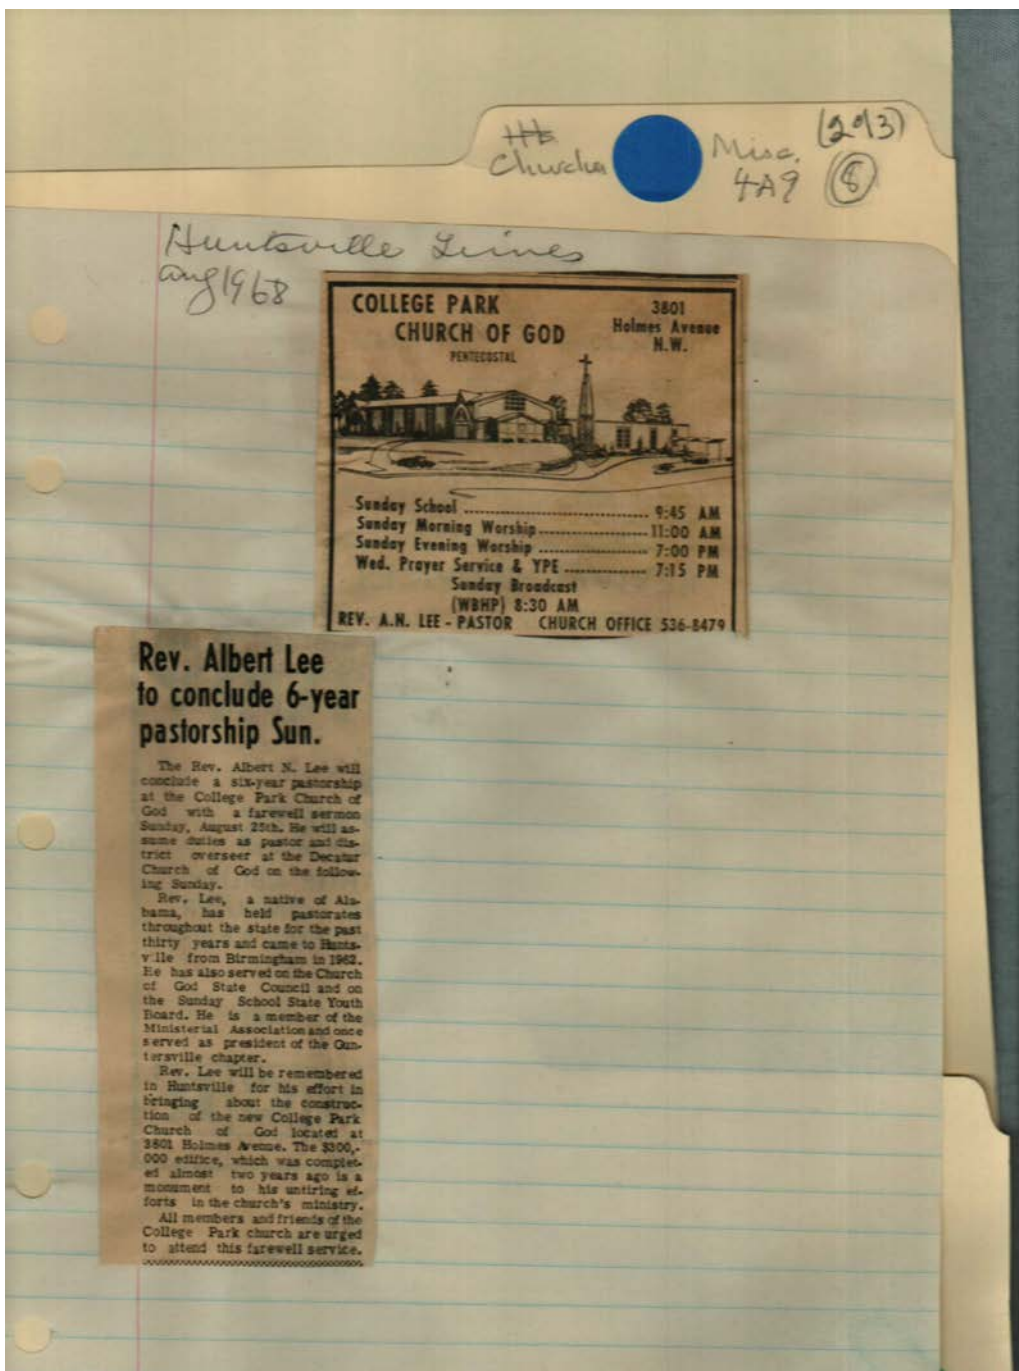 Churches
Misc.
4A9
(2 of 3)
8
Huntsville Times
Aug 1968
COLLEGE PARK
CHURCH OF GOD
PENTECOSTAL
3801
Holmes Avenue
N.W.
Sunday School ........ 9:45 AM
Sunday Morning Worship ........ 11:00 AM
Sunday Evening Worship ........ 7:00 PM
Wed. Prayer Service & YPE ........ 7:15 PM
Sunday Broadcast
(WBHP) 8:30 AM
REV. A.N. LEE - PASTOR CHURCH OFFICE 536-8479
Rev. Albert Lee
to conclude 6-year
pastorship Sun.
The Rev. Albert N. Lee will
conclude a six-year pastorship
at the College Park Church of
God with a farewell sermon
Sunday, August 25th. He will as-
sume duties as pastor and dis-
trict overseer at the Decatur
Church of God on the follow-
ing Sunday.
Rev. Lee, a native of Ala-
bama, has held pastorates
throughout the state for the past
thirty years and came to Hunts-
ville from Birmingham in 1962.
He has also served on the Church
of God State Council and on
the Sunday School State Youth
Board. He is a member of the
Ministerial Association and once
served as president of the Gun-
tersville chapter.
Rev. Lee will be remembered
in Huntsville for his effort in
bringing about the construc-
tion of the new College Park
Church of God located at
3801 Holmes Avenue. The $300,-
000 edifice, which was complet-
ed almost two years ago is a
monument to his untiring ef-
forts in the church's ministry.
All members and friends of the
College Park church are urged
to attend this farewell service.